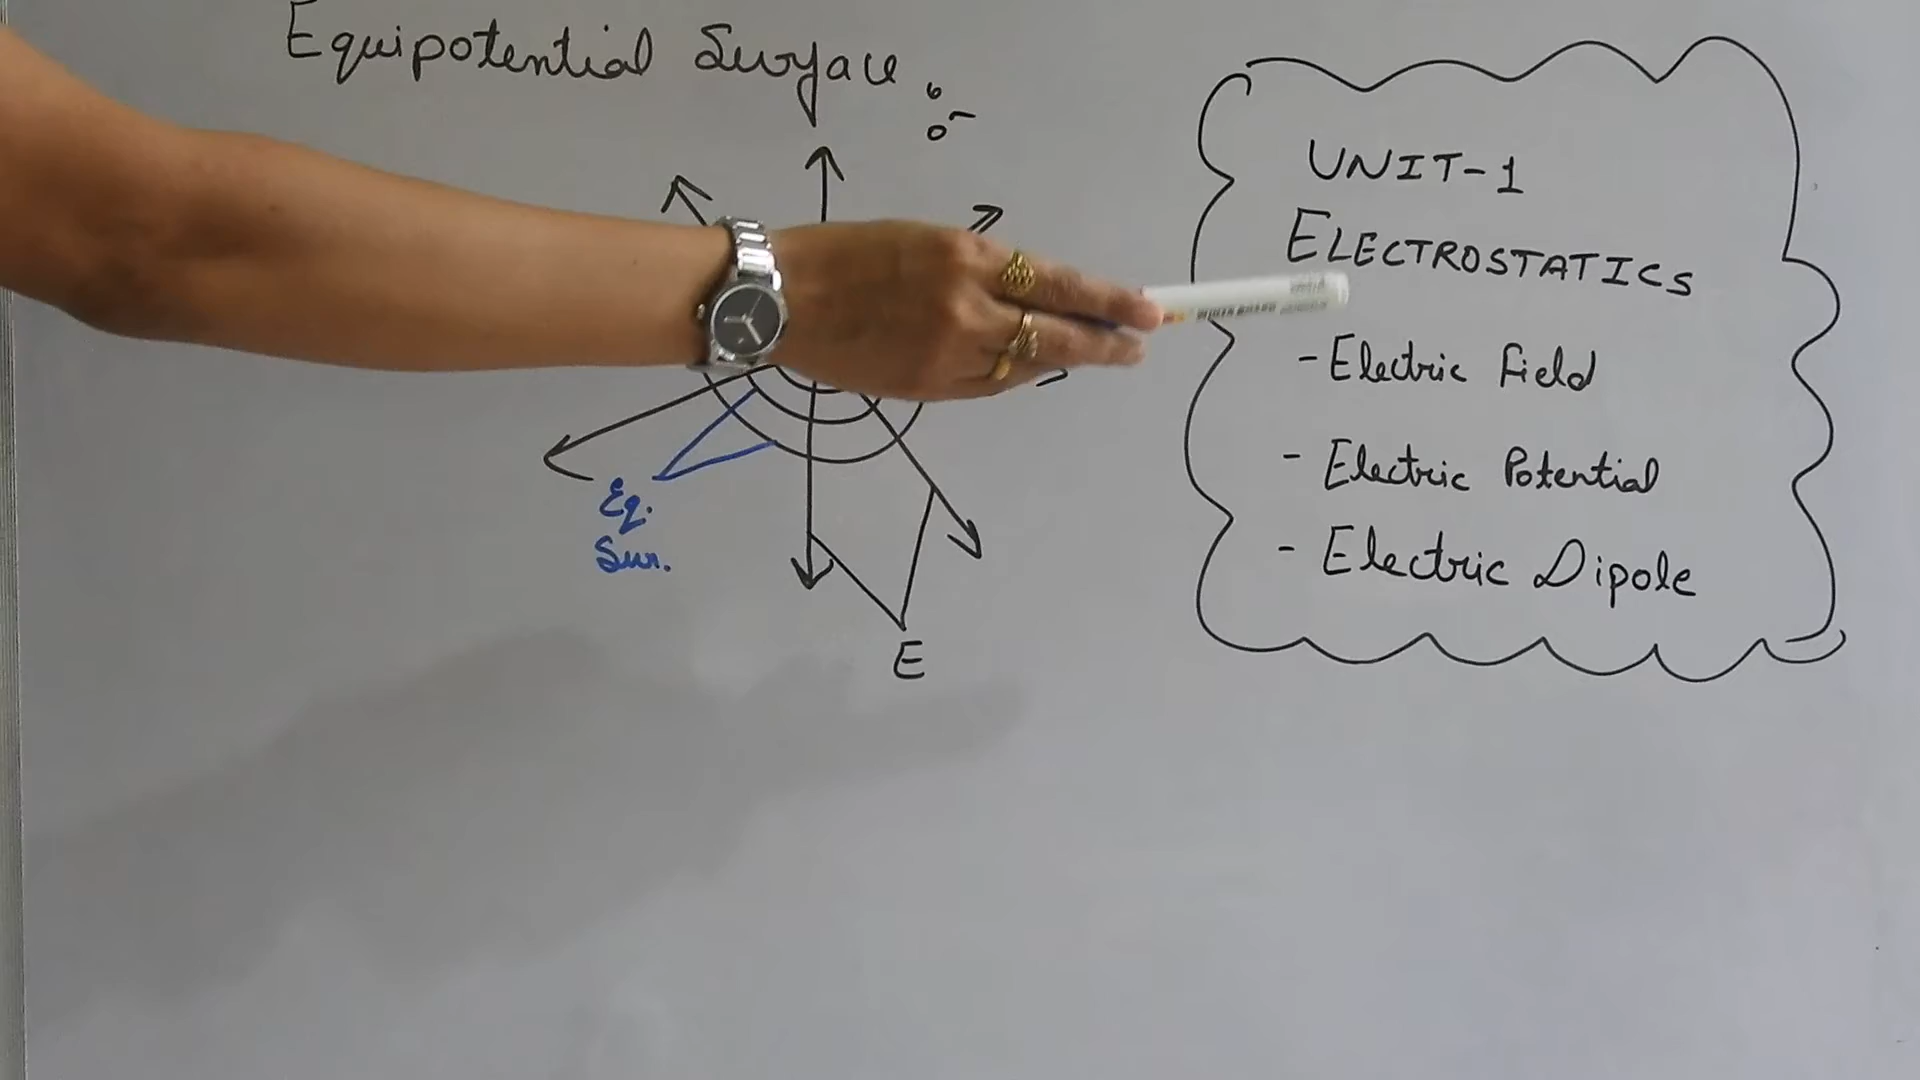 Equipotential Surface :-
Eq.
Sur.
E
UNIT-1
ELECTROSTATICS
- Electric Field
- Electric Potential
- Electric Dipole